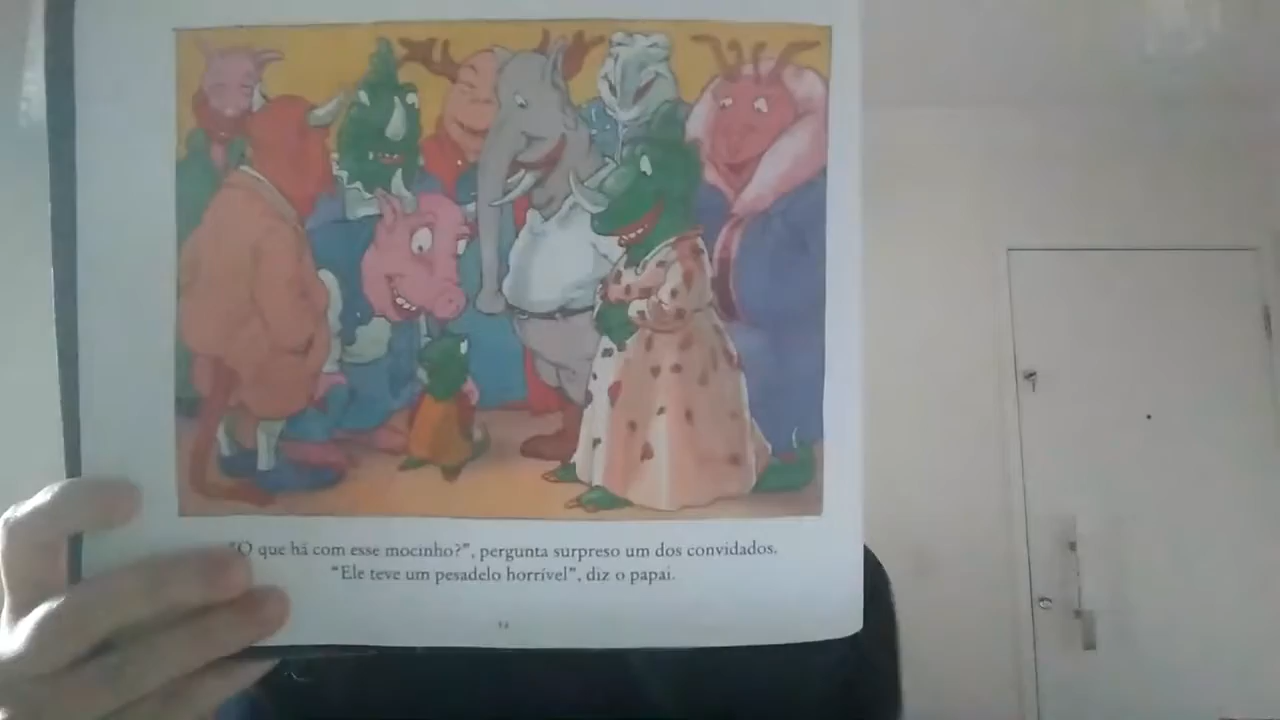 "O que há com esse mocinho?", pergunta surpreso um dos convidados.
"Ele teve um pesadelo horrível", diz o papai.